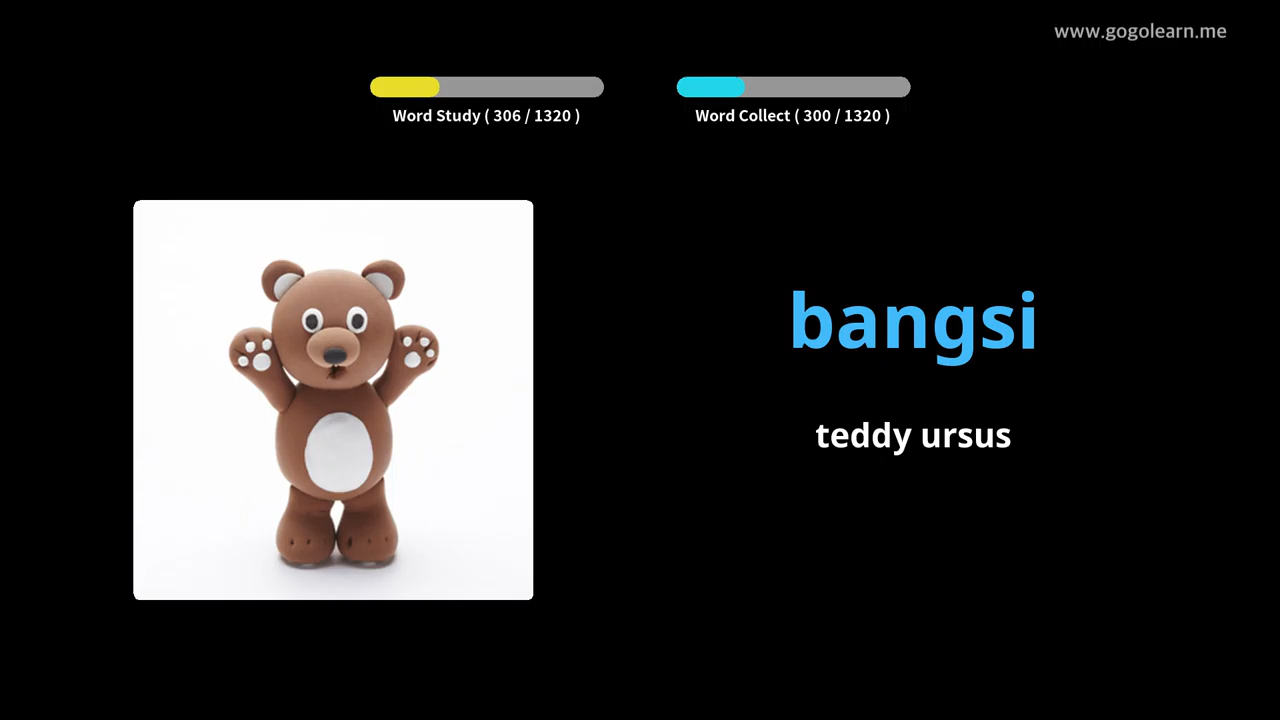 www.gogolearn.me
Word Study ( 306 / 1320 )
Word Collect ( 300 / 1320 )
bangsi
teddy ursus